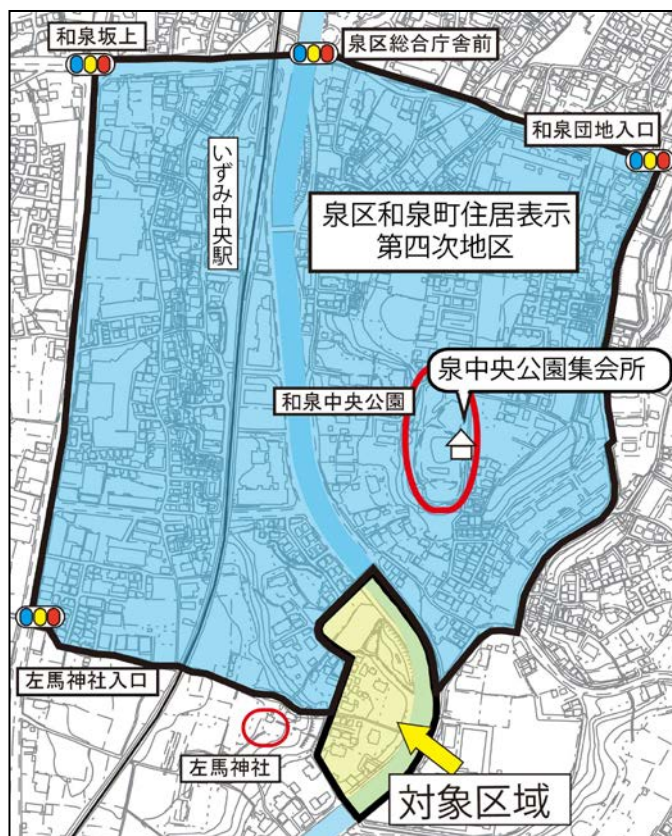 和泉坂上
泉区総合庁舎前
和泉団地入口
いずみ中央駅
泉区和泉町住居表示
第四次地区
泉中央公園集会所
和泉中央公園
左馬神社入口
左馬神社
対象区域